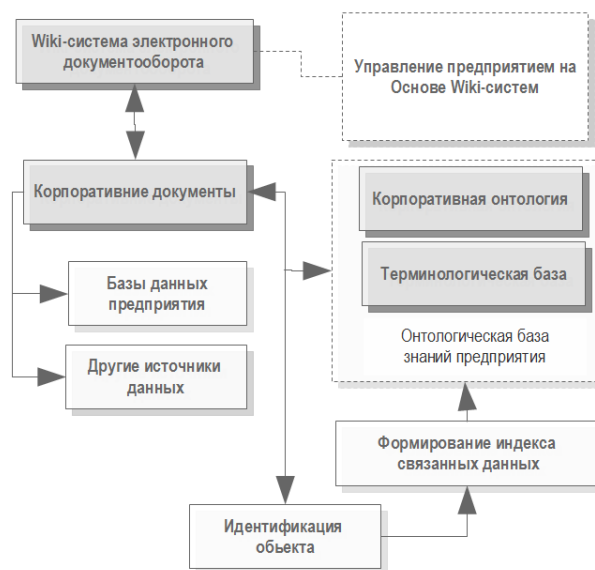 Wiki-система электронного
документооборота
Управление предприятием на
Основе Wiki-систем
Корпоративние документы
Корпоративная онтология
Терминологическая база
Базы данных
предприятия
Онтологическая база
знаний предприятия
Другие источники
данных
Формирование индекса
связанных данных
Идентификация
обьекта